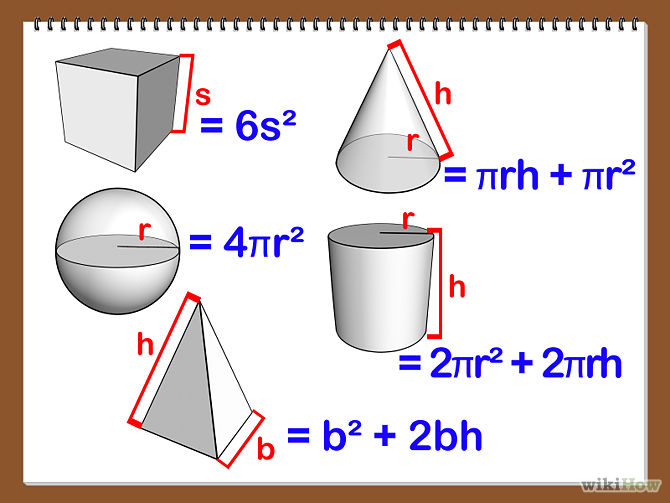 s
= 6s²
h
r
= πrh + πr²
r
= 4πr²
r
h
= 2πr² + 2πrh
h
b
= b² + 2bh
wikiHow